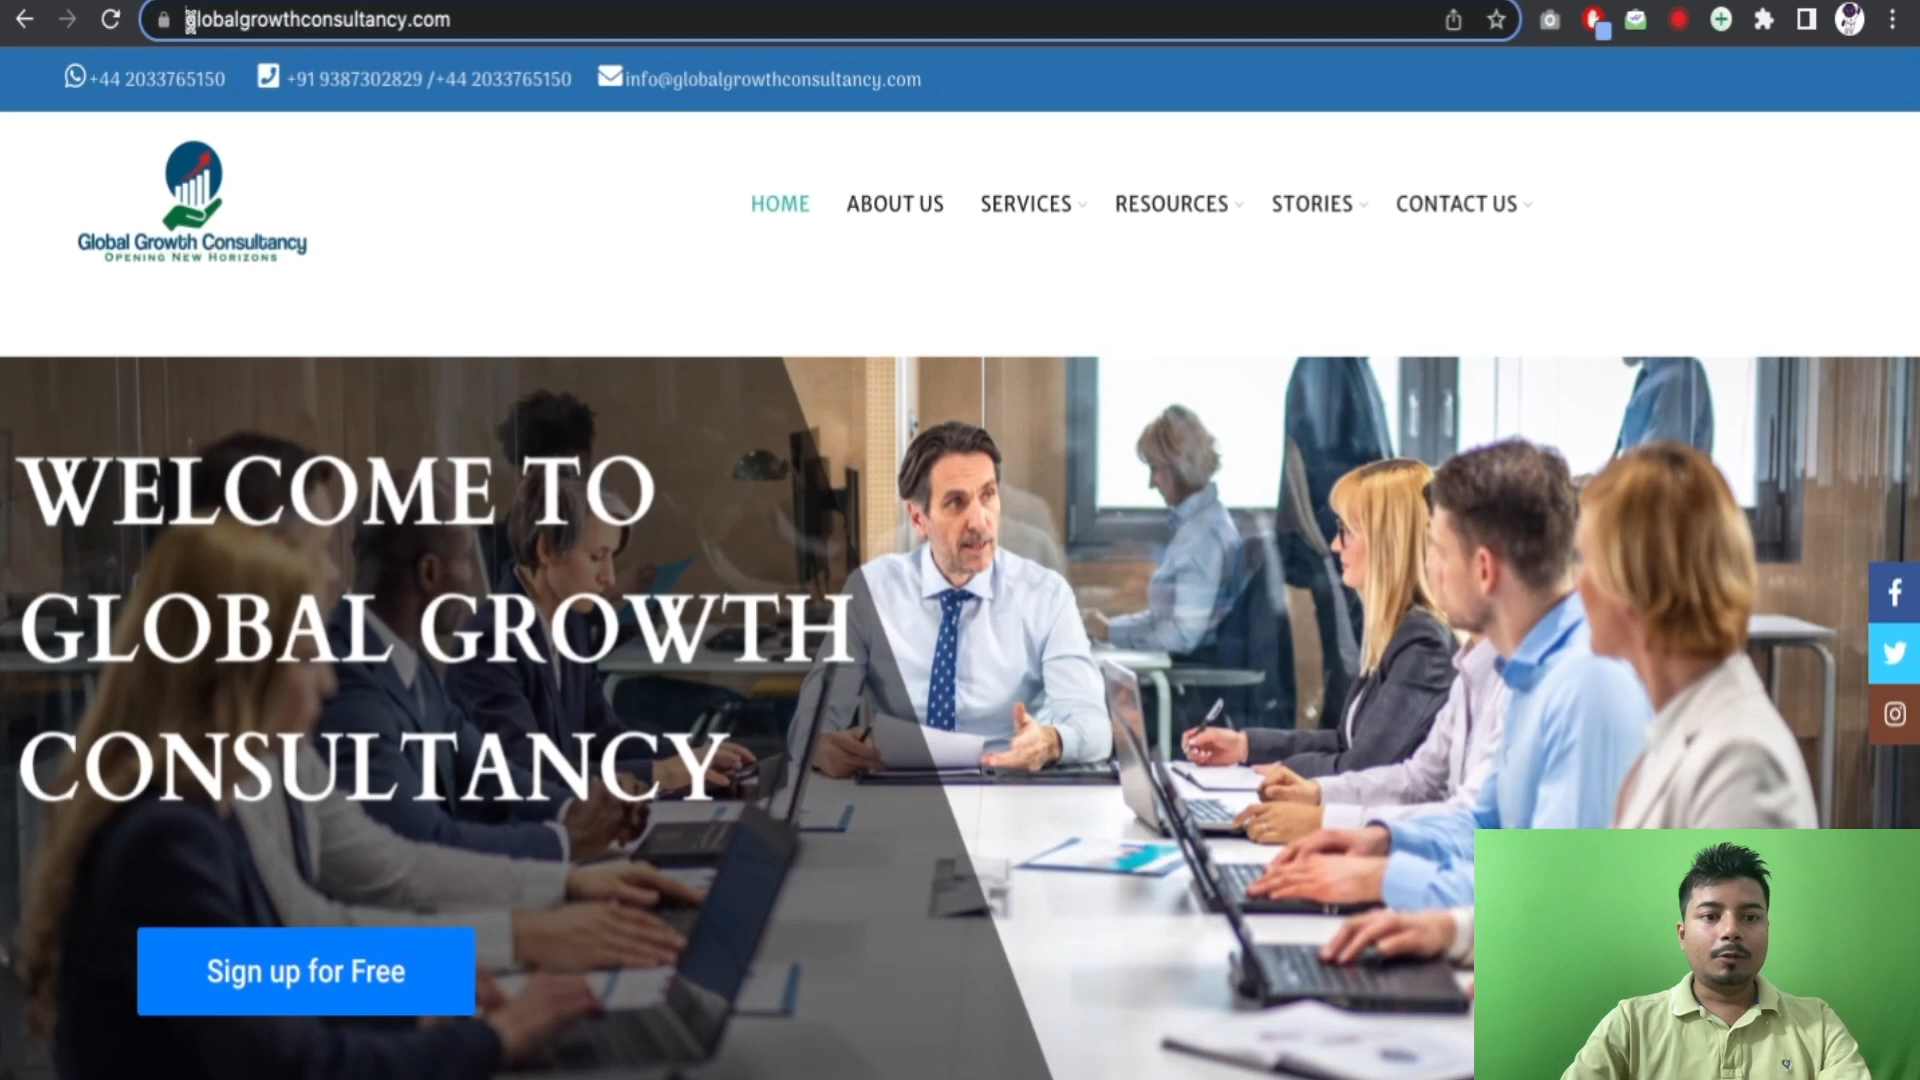 globalgrowthconsultancy.com
+44 2033765150 +91 9387302829 /+44 2033765150 info@globalgrowthconsultancy.com
Global Growth Consultancy
OPENING NEW HORIZONS
HOME ABOUT US SERVICES RESOURCES STORIES CONTACT US
WELCOME TO
GLOBAL GROWTH
CONSULTANCY
Sign up for Free